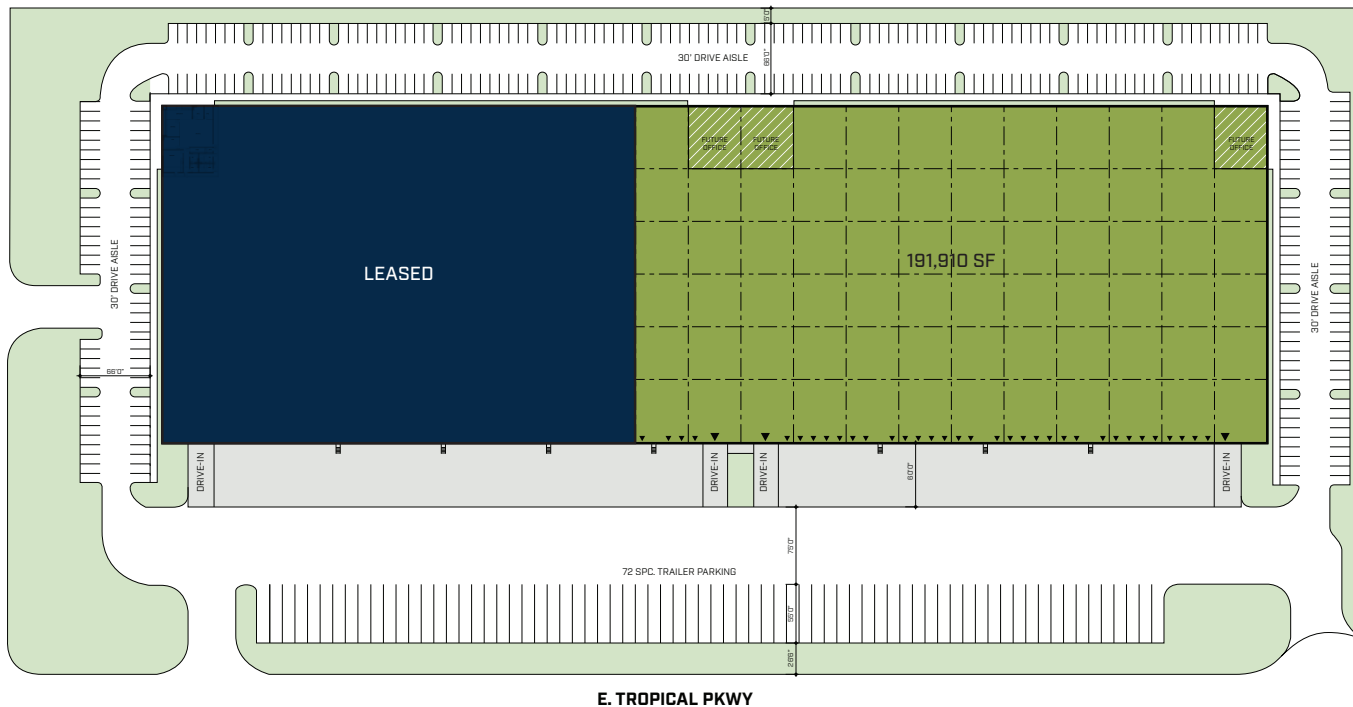 15'0"
30' DRIVE AISLE
66'0"
FUTURE
OFFICE
FUTURE
OFFICE
FUTURE
OFFICE
30' DRIVE AISLE
LEASED
191,910 SF
30' DRIVE AISLE
66'0"
DRIVE-IN
DRIVE-IN
DRIVE-IN
60'0"
DRIVE-IN
75'0"
72 SPC. TRAILER PARKING
55'0"
E. TROPICAL PKWY